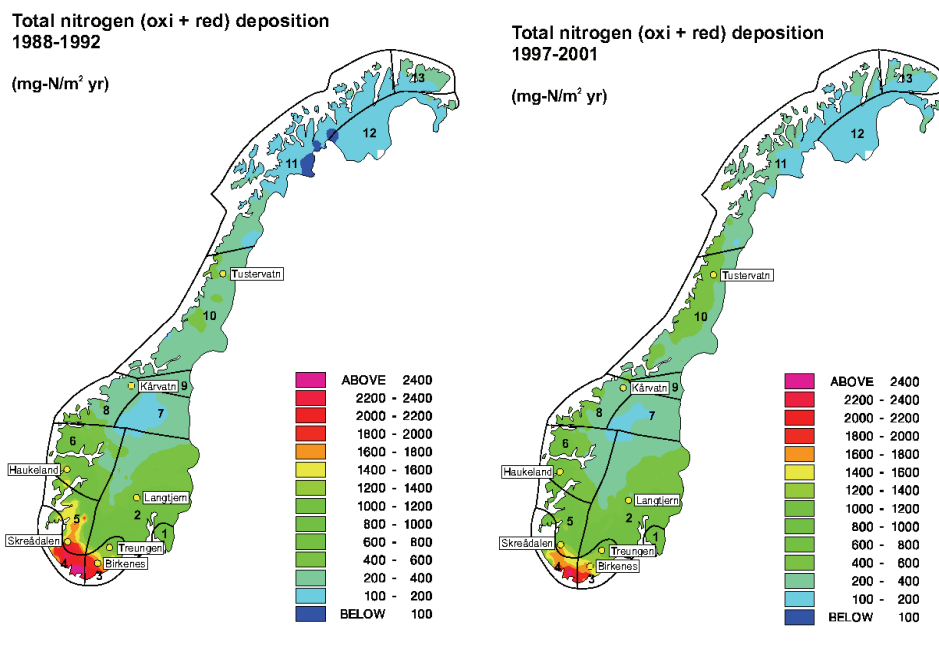 Total nitrogen (oxi + red) deposition
1988-1992
(mg-N/m² yr)
13
12
11
Tustervatn
10
Kårvatn
9
8
7
6
Haukeland
Langtjern
5
2
1
Skreådalen
Treungen
4
Birkenes
3
ABOVE 2400
2200 - 2400
2000 - 2200
1800 - 2000
1600 - 1800
1400 - 1600
1200 - 1400
1000 - 1200
800 - 1000
600 - 800
400 - 600
200 - 400
100 - 200
BELOW 100
Total nitrogen (oxi + red) deposition
1997-2001
(mg-N/m² yr)
13
12
11
Tustervatn
10
Kårvatn
9
8
7
6
Haukeland
Langtjern
5
2
1
Skreådalen
Treungen
4
Birkenes
3
ABOVE 2400
2200 - 2400
2000 - 2200
1800 - 2000
1600 - 1800
1400 - 1600
1200 - 1400
1000 - 1200
800 - 1000
600 - 800
400 - 600
200 - 400
100 - 200
BELOW 100